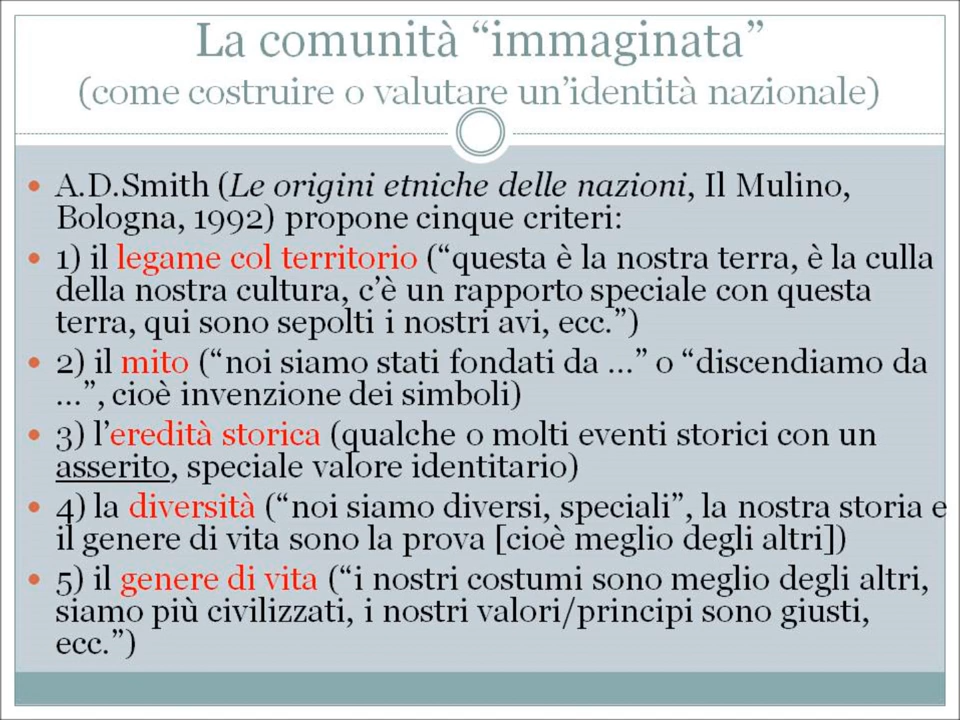 La comunità “immaginata”
(come costruire o valutare un’identità nazionale)
• A.D.Smith (Le origini etniche delle nazioni, Il Mulino,
Bologna, 1992) propone cinque criteri:
• 1) il legame col territorio (“questa è la nostra terra, è la culla
della nostra cultura, c’è un rapporto speciale con questa
terra, qui sono sepolti i nostri avi, ecc.”)
• 2) il mito (“noi siamo stati fondati da …” o “discendiamo da
…”, cioè invenzione dei simboli)
• 3) l’eredità storica (qualche o molti eventi storici con un
asserito, speciale valore identitario)
• 4) la diversità (“noi siamo diversi, speciali”, la nostra storia e
il genere di vita sono la prova [cioè meglio degli altri])
• 5) il genere di vita (“i nostri costumi sono meglio degli altri,
siamo più civilizzati, i nostri valori/principi sono giusti,
ecc.”)